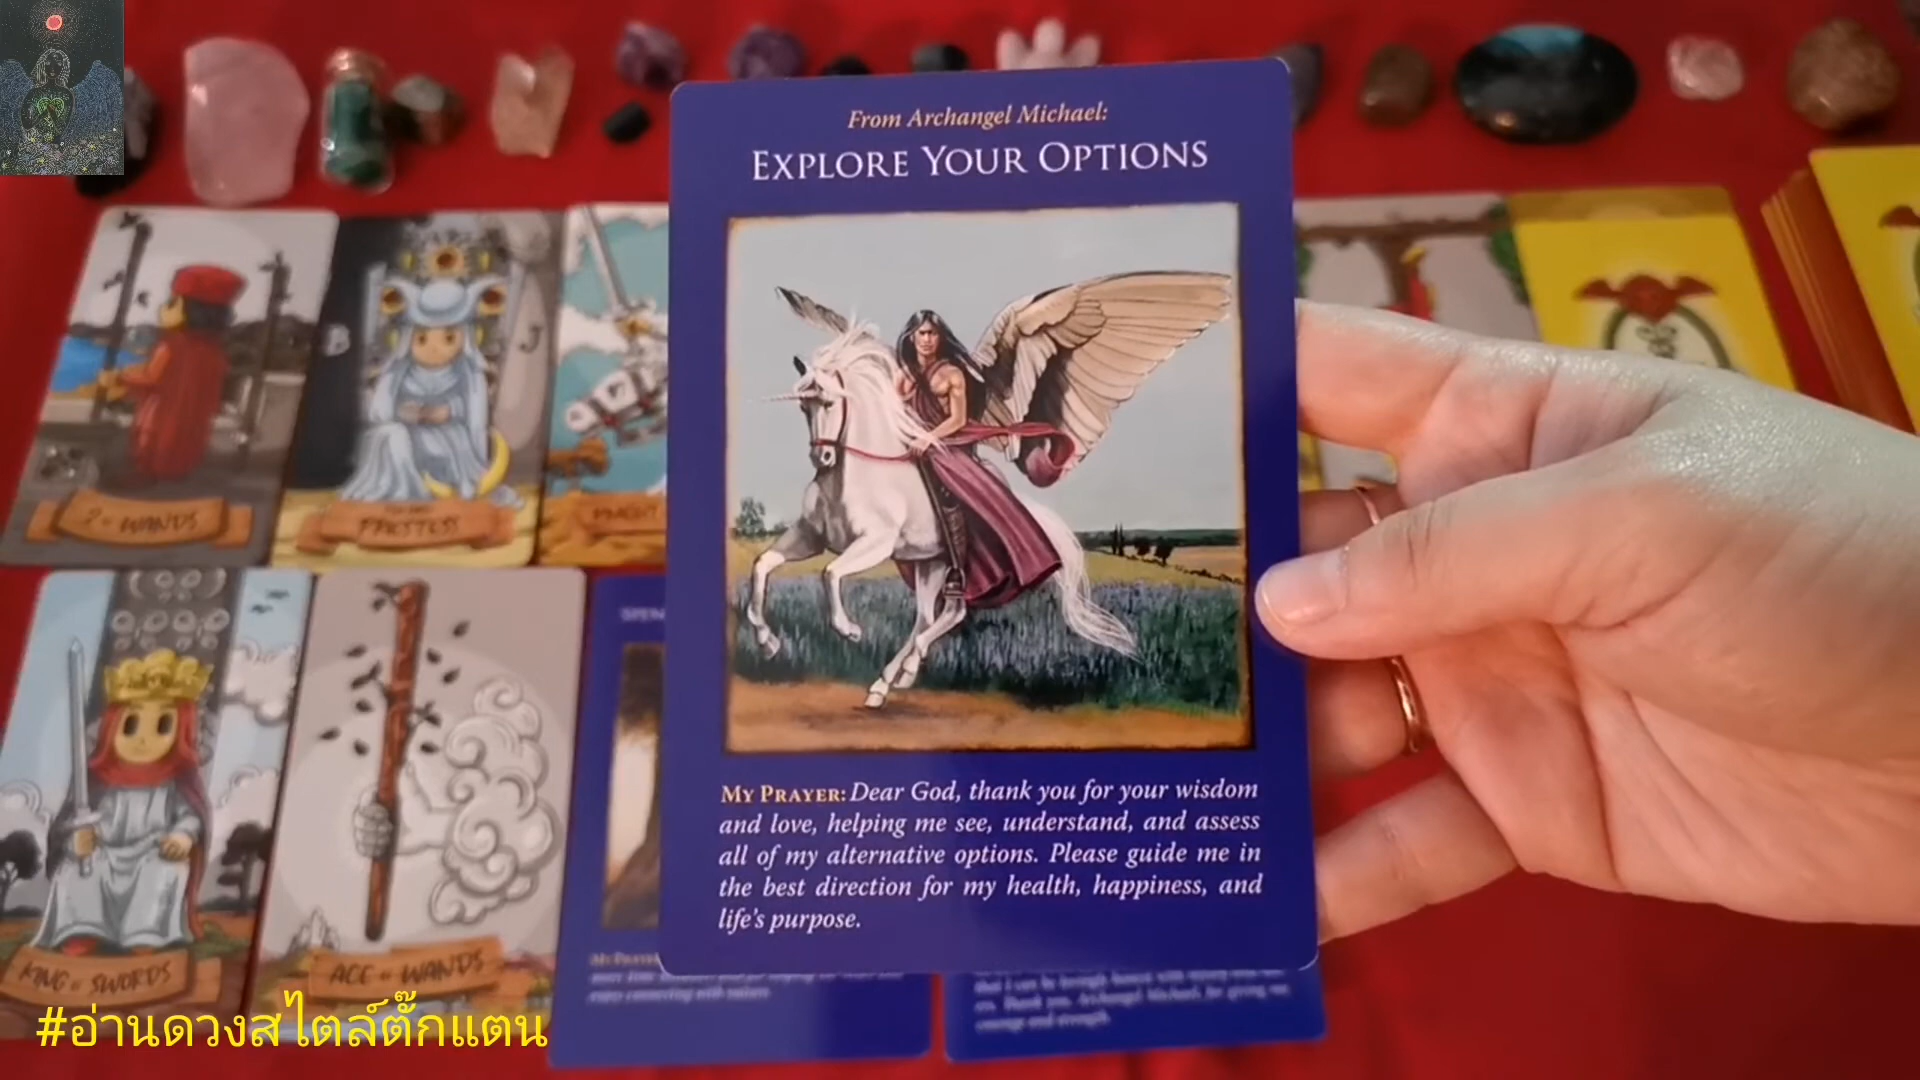 From Archangel Michael:
EXPLORE YOUR OPTIONS
B
J
2 of WANDS
PRIESTESS
KNIGHT
MY PRAYER: Dear God, thank you for your wisdom
and love, helping me see, understand, and assess
all of my alternative options. Please guide me in
the best direction for my health, happiness, and
life's purpose.
KING of SWORDS
ACE of WANDS
#อ่านดวงสไตล์ตั๊กแตน